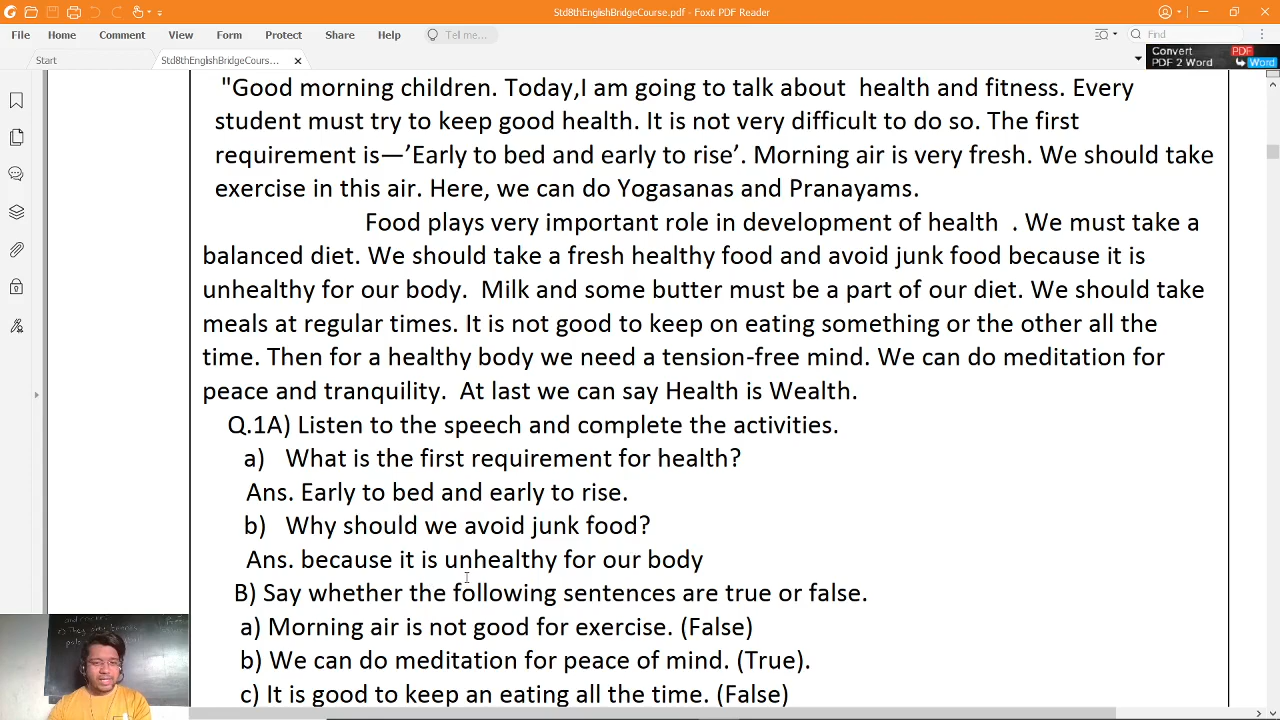 Std8thEnglishBridgeCourse.pdf - Foxit PDF Reader
File Home Comment View Form Protect Share Help Tell me... Find
Start Std8thEnglishBridgeCours...
Convert PDF
PDF 2 Word Word
"Good morning children. Today,I am going to talk about health and fitness. Every
student must try to keep good health. It is not very difficult to do so. The first
requirement is—’Early to bed and early to rise’. Morning air is very fresh. We should take
exercise in this air. Here, we can do Yogasanas and Pranayams.
Food plays very important role in development of health . We must take a
balanced diet. We should take a fresh healthy food and avoid junk food because it is
unhealthy for our body. Milk and some butter must be a part of our diet. We should take
meals at regular times. It is not good to keep on eating something or the other all the
time. Then for a healthy body we need a tension-free mind. We can do meditation for
peace and tranquility. At last we can say Health is Wealth.
Q.1A) Listen to the speech and complete the activities.
a) What is the first requirement for health?
Ans. Early to bed and early to rise.
b) Why should we avoid junk food?
Ans. because it is unhealthy for our body
B) Say whether the following sentences are true or false.
a) Morning air is not good for exercise. (False)
b) We can do meditation for peace of mind. (True).
c) It is good to keep an eating all the time. (False)